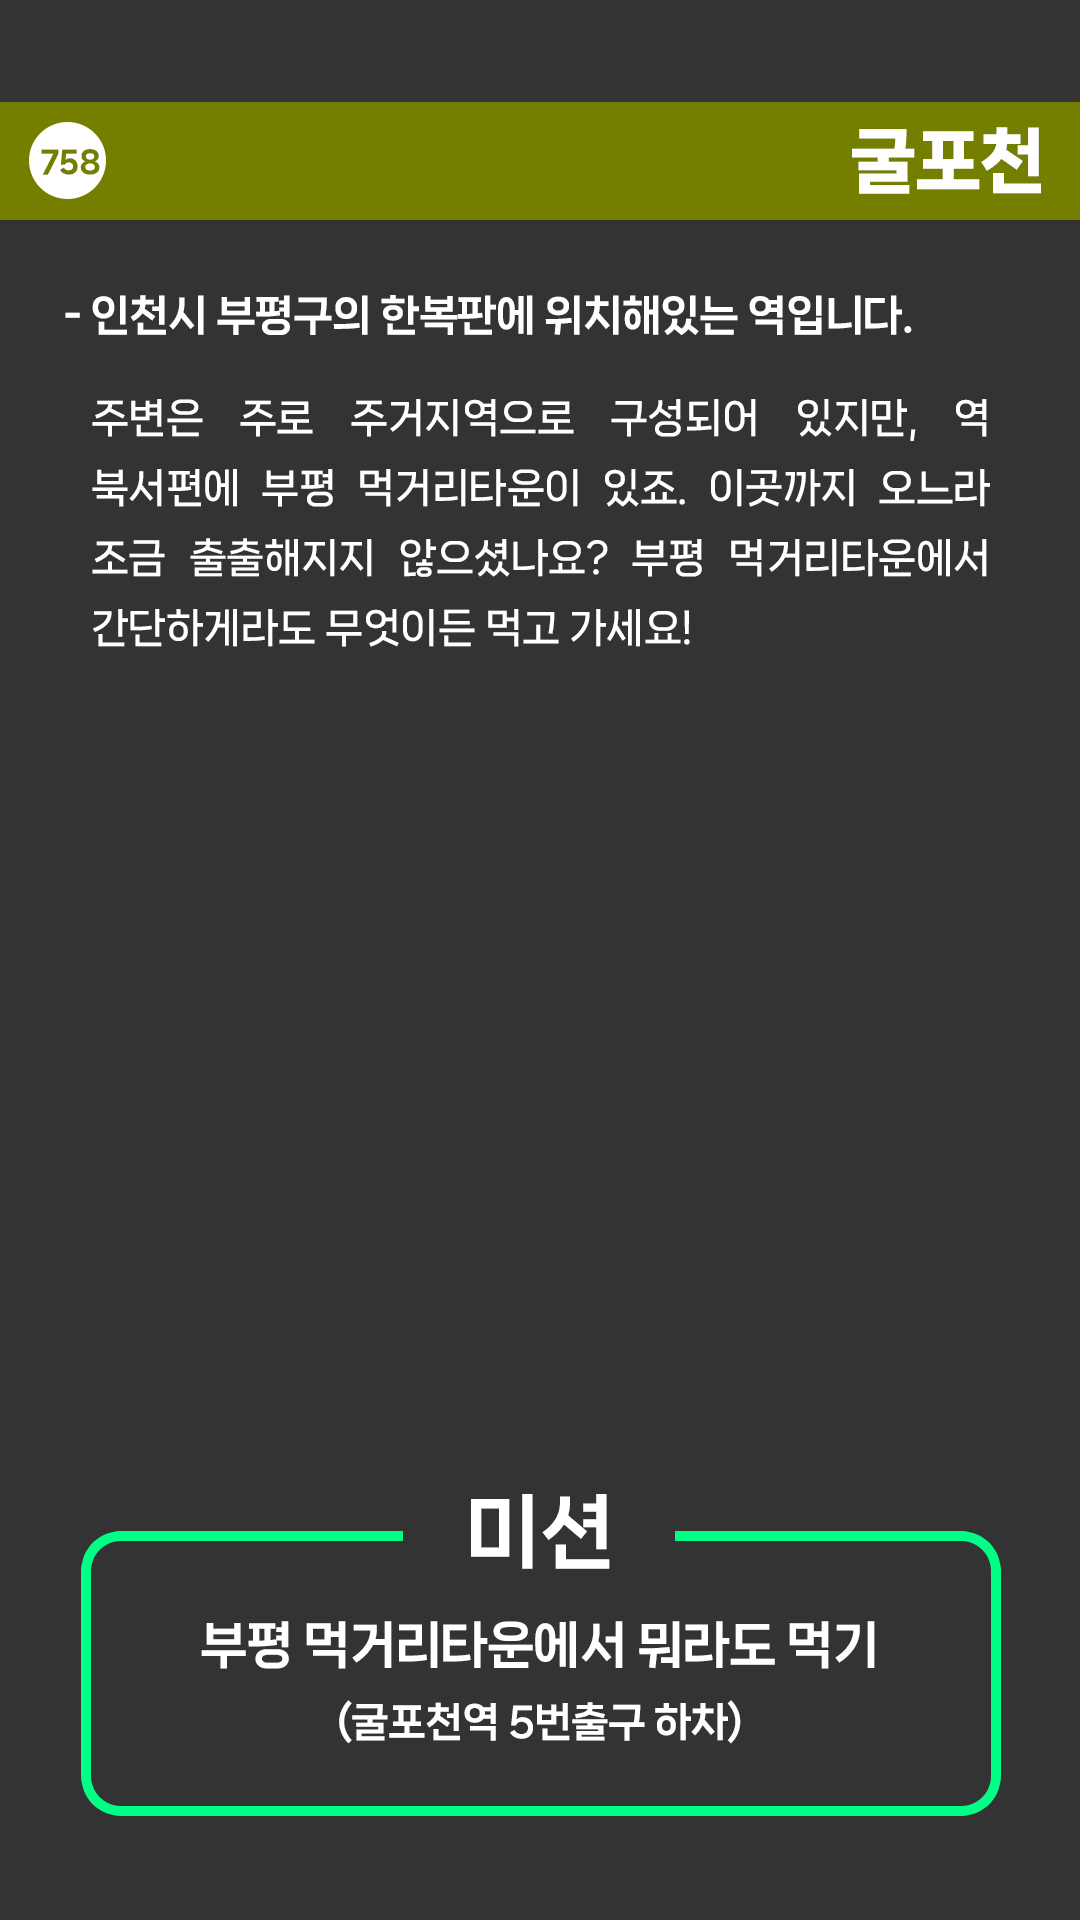 758
굴포천
- 인천시 부평구의 한복판에 위치해있는 역입니다.
주변은 주로 주거지역으로 구성되어 있지만, 역
북서편에 부평 먹거리타운이 있죠. 이곳까지 오느라
조금 출출해지지 않으셨나요? 부평 먹거리타운에서
간단하게라도 무엇이든 먹고 가세요!
미션
부평 먹거리타운에서 뭐라도 먹기
(굴포천역 5번출구 하차)